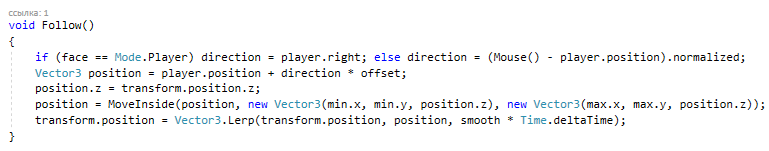 ссылка: 1
void Follow()
{
if (face == Mode.Player) direction = player.right; else direction = (Mouse() - player.position).normalized;
Vector3 position = player.position + direction * offset;
position.z = transform.position.z;
position = MoveInside(position, new Vector3(min.x, min.y, position.z), new Vector3(max.x, max.y, position.z));
transform.position = Vector3.Lerp(transform.position, position, smooth * Time.deltaTime);
}